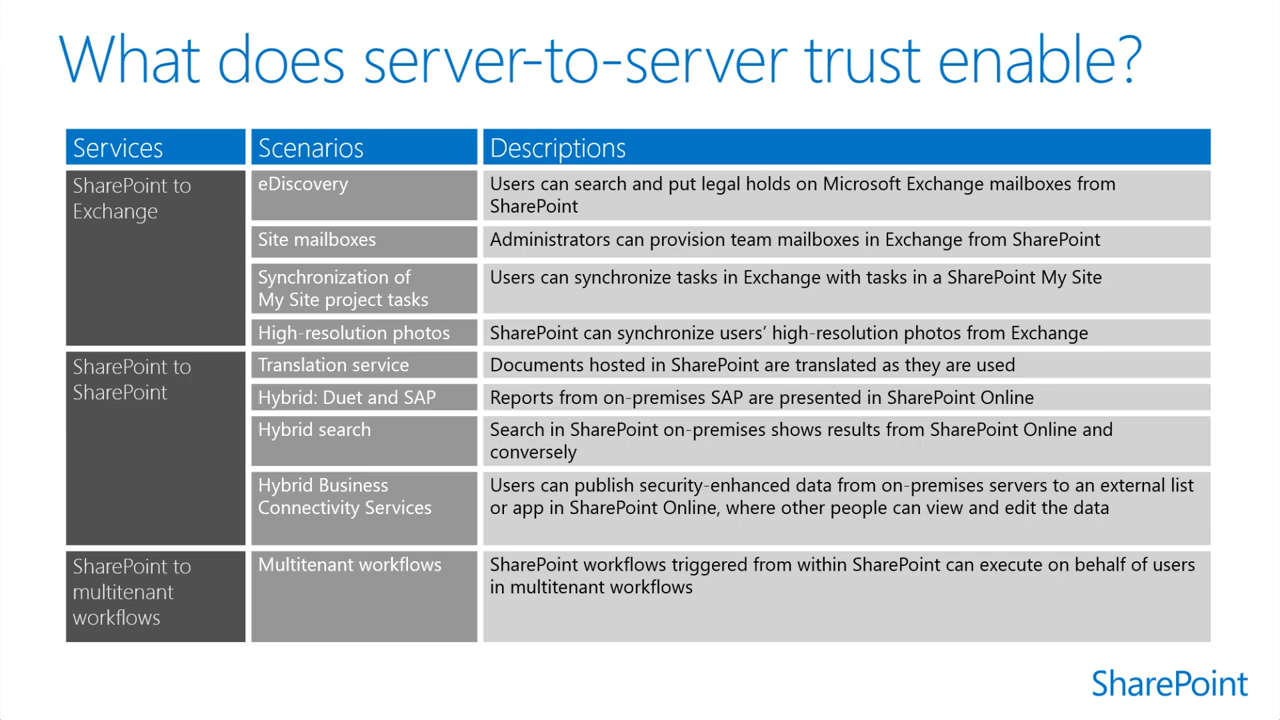 What does server-to-server trust enable?
Services
Scenarios
Descriptions
SharePoint to
Exchange
eDiscovery
Users can search and put legal holds on Microsoft Exchange mailboxes from
SharePoint
Site mailboxes
Administrators can provision team mailboxes in Exchange from SharePoint
Synchronization of
My Site project tasks
Users can synchronize tasks in Exchange with tasks in a SharePoint My Site
High-resolution photos
SharePoint can synchronize users’ high-resolution photos from Exchange
SharePoint to
SharePoint
Translation service
Documents hosted in SharePoint are translated as they are used
Hybrid: Duet and SAP
Reports from on-premises SAP are presented in SharePoint Online
Hybrid search
Search in SharePoint on-premises shows results from SharePoint Online and
conversely
Hybrid Business
Connectivity Services
Users can publish security-enhanced data from on-premises servers to an external list
or app in SharePoint Online, where other people can view and edit the data
SharePoint to
multitenant
workflows
Multitenant workflows
SharePoint workflows triggered from within SharePoint can execute on behalf of users
in multitenant workflows
SharePoint